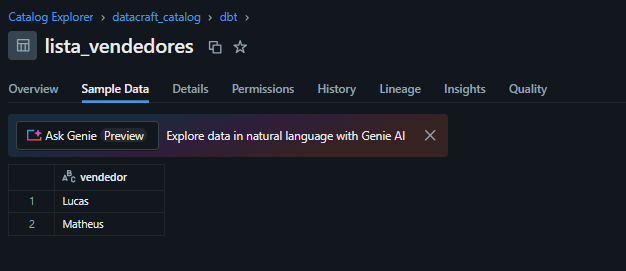 Catalog Explorer > datacraft_catalog > dbt >
lista_vendedores
Overview Sample Data Details Permissions History Lineage Insights Quality
Ask Genie Preview Explore data in natural language with Genie AI
ABC vendedor
1 Lucas
2 Matheus